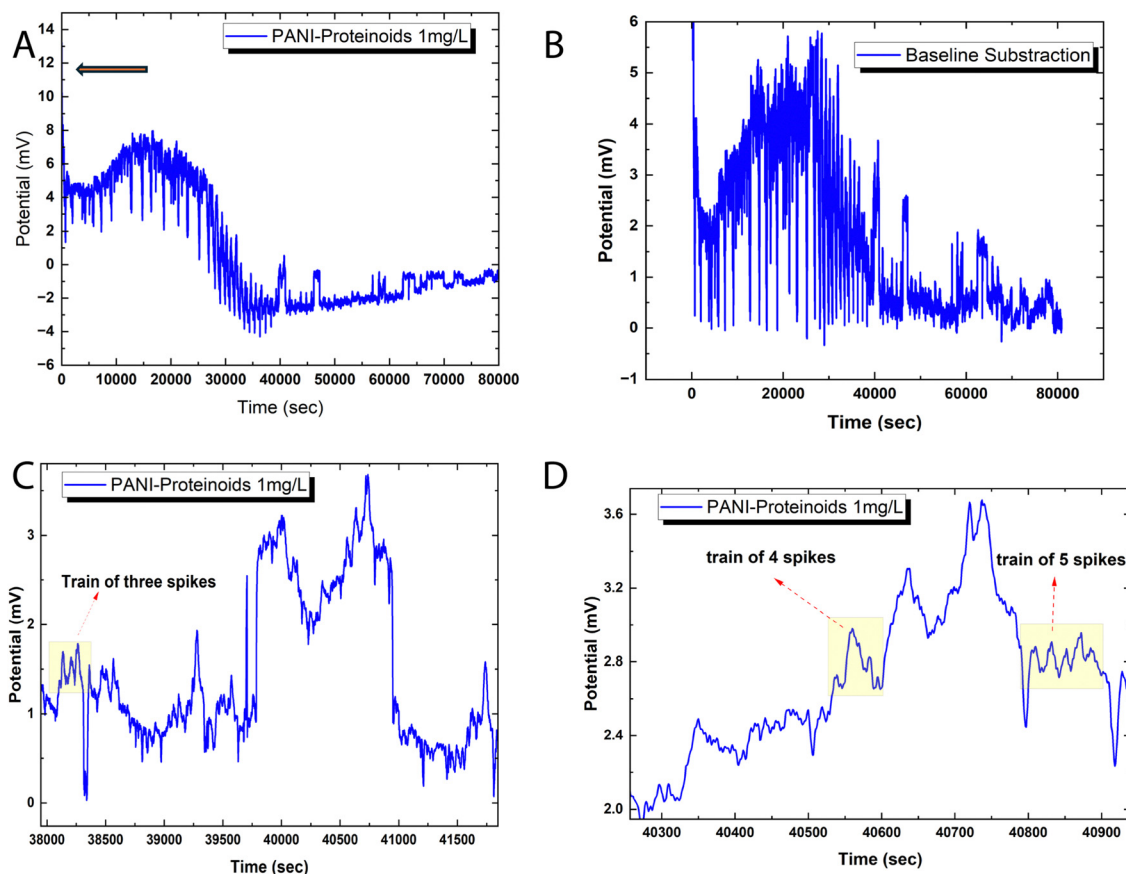 A
PANI-Proteinoids 1mg/L
Potential (mV)
14
12
10
8
6
4
2
0
−2
−4
−6
0 10000 20000 30000 40000 50000 60000 70000 80000
Time (sec)
B
Baseline Substraction
Potential (mV)
6
5
4
3
2
1
0
−1
0 20000 40000 60000 80000
Time (sec)
C
PANI-Proteinoids 1mg/L
Train of three spikes
Potential (mV)
3
2
1
0
38000 38500 39000 39500 40000 40500 41000 41500
Time (sec)
D
PANI-Proteinoids 1mg/L
train of 4 spikes
train of 5 spikes
Potential (mV)
3.6
3.2
2.8
2.4
2.0
40300 40400 40500 40600 40700 40800 40900
Time (sec)